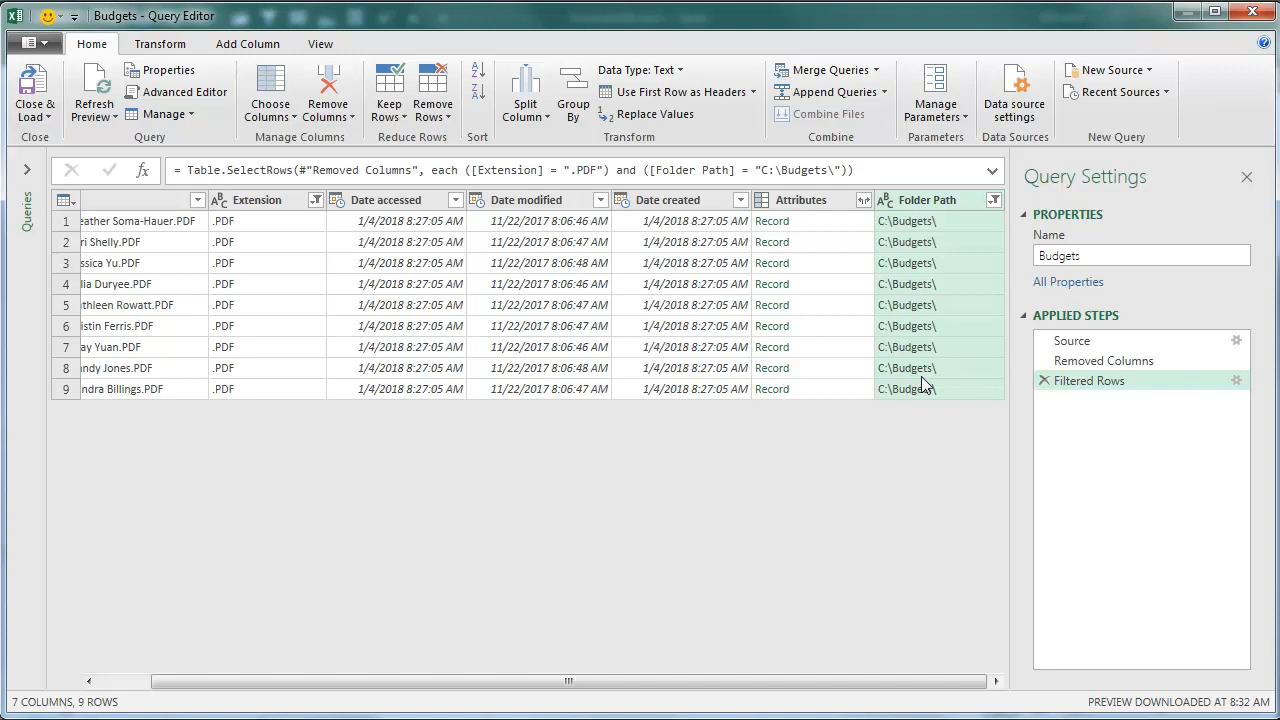 Budgets - Query Editor
Home Transform Add Column View
Close & Load
Close
Refresh Preview
Properties
Advanced Editor
Manage
Query
Choose Columns
Remove Columns
Manage Columns
Keep Rows
Remove Rows
Reduce Rows
Sort
Split Column
Group By
Data Type: Text
Use First Row as Headers
Replace Values
Transform
Merge Queries
Append Queries
Combine Files
Combine
Manage Parameters
Parameters
Data source settings
Data Sources
New Source
Recent Sources
New Query
Queries
= Table.SelectRows(#"Removed Columns", each ([Extension] = ".PDF") and ([Folder Path] = "C:\Budgets\"))
Extension Date accessed Date modified Date created Attributes Folder Path
1 eather Soma-Hauer.PDF .PDF 1/4/2018 8:27:05 AM 11/22/2017 8:06:46 AM 1/4/2018 8:27:05 AM Record C:\Budgets\
2 ri Shelly.PDF .PDF 1/4/2018 8:27:05 AM 11/22/2017 8:06:47 AM 1/4/2018 8:27:05 AM Record C:\Budgets\
3 ssica Yu.PDF .PDF 1/4/2018 8:27:05 AM 11/22/2017 8:06:48 AM 1/4/2018 8:27:05 AM Record C:\Budgets\
4 lia Duryee.PDF .PDF 1/4/2018 8:27:05 AM 11/22/2017 8:06:46 AM 1/4/2018 8:27:05 AM Record C:\Budgets\
5 athleen Rowatt.PDF .PDF 1/4/2018 8:27:05 AM 11/22/2017 8:06:47 AM 1/4/2018 8:27:05 AM Record C:\Budgets\
6 istin Ferris.PDF .PDF 1/4/2018 8:27:05 AM 11/22/2017 8:06:47 AM 1/4/2018 8:27:05 AM Record C:\Budgets\
7 ay Yuan.PDF .PDF 1/4/2018 8:27:05 AM 11/22/2017 8:06:46 AM 1/4/2018 8:27:05 AM Record C:\Budgets\
8 andy Jones.PDF .PDF 1/4/2018 8:27:05 AM 11/22/2017 8:06:48 AM 1/4/2018 8:27:05 AM Record C:\Budgets\
9 ndra Billings.PDF .PDF 1/4/2018 8:27:05 AM 11/22/2017 8:06:46 AM 1/4/2018 8:27:05 AM Record C:\Budgets\
Query Settings
PROPERTIES
Name
Budgets
All Properties
APPLIED STEPS
Source
Removed Columns
Filtered Rows
7 COLUMNS, 9 ROWS
PREVIEW DOWNLOADED AT 8:32 AM